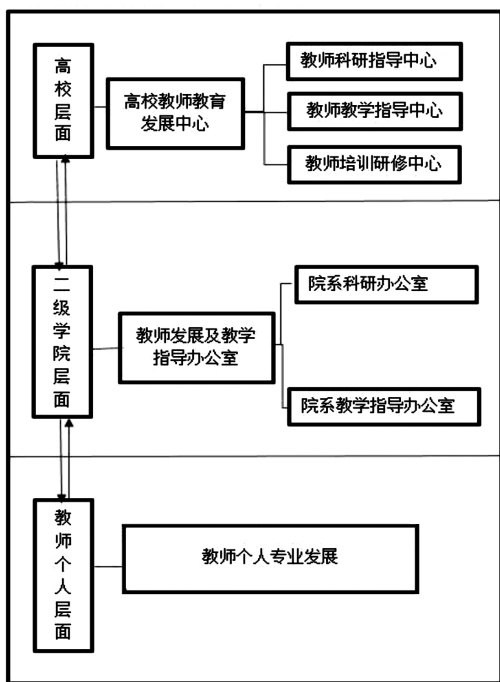 高校层面
高校教师教育
发展中心
教师科研指导中心
教师教学指导中心
教师培训研修中心
二级学院层面
教师发展及教学
指导办公室
院系科研办公室
院系教学指导办公室
教师个人层面
教师个人专业发展